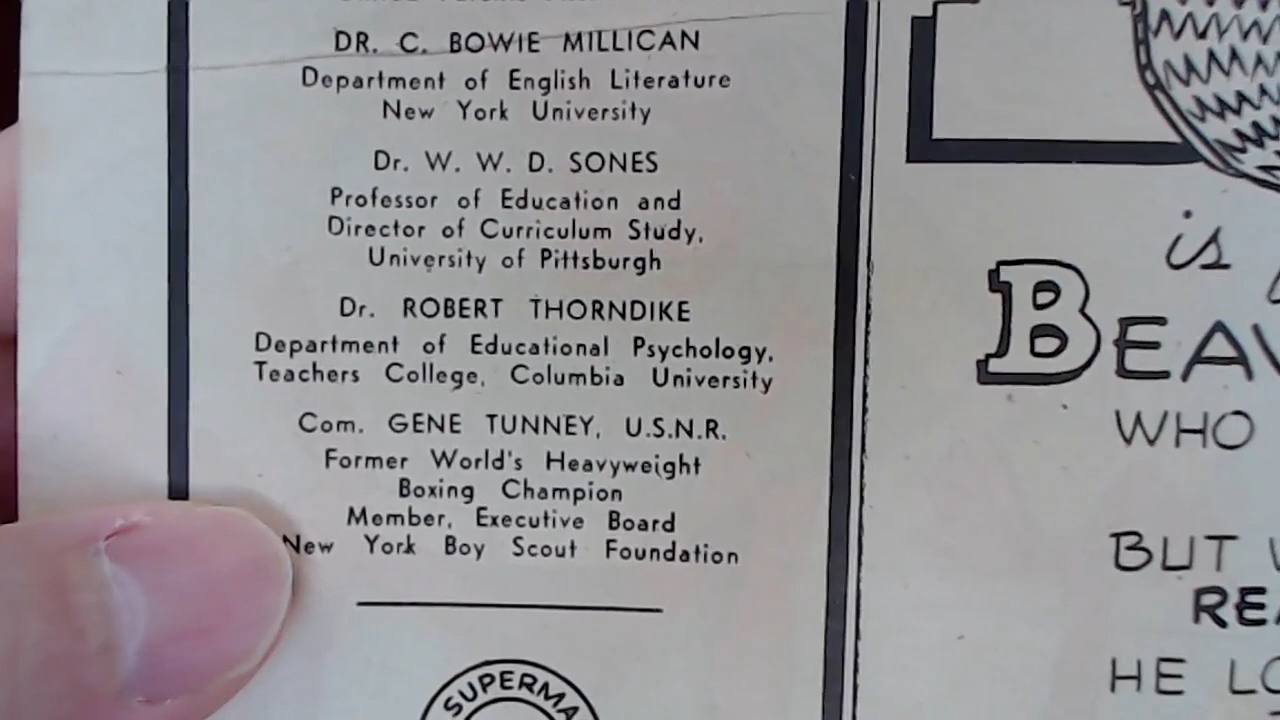 DR. C. BOWIE MILLICAN
Department of English Literature
New York University
Dr. W. W. D. SONES
Professor of Education and
Director of Curriculum Study,
University of Pittsburgh
Dr. ROBERT THORNDIKE
Department of Educational Psychology,
Teachers College, Columbia University
Com. GENE TUNNEY, U.S.N.R.
Former World's Heavyweight
Boxing Champion
Member, Executive Board
New York Boy Scout Foundation
SUPERMA
is
BEAV
WHO
BUT
REA
HE LO